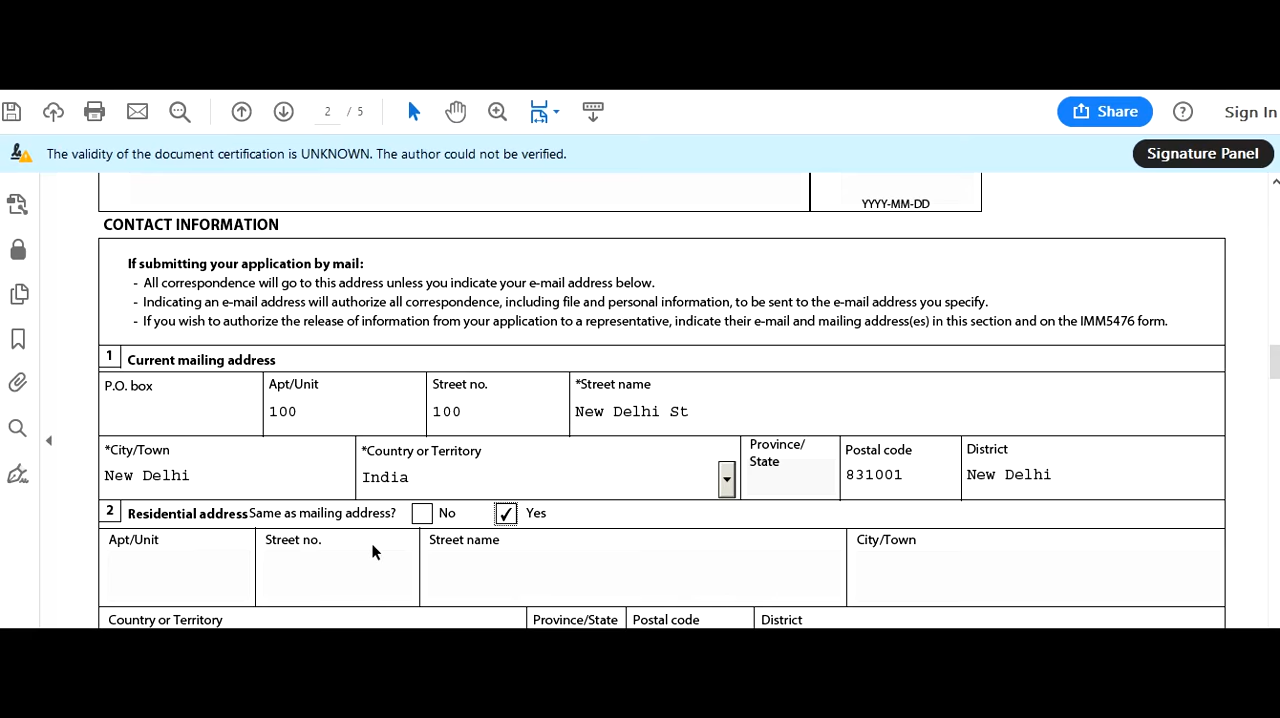 2 / 5
Share
Sign In
The validity of the document certification is UNKNOWN. The author could not be verified.
Signature Panel
YYYY-MM-DD
CONTACT INFORMATION
If submitting your application by mail:
- All correspondence will go to this address unless you indicate your e-mail address below.
- Indicating an e-mail address will authorize all correspondence, including file and personal information, to be sent to the e-mail address you specify.
- If you wish to authorize the release of information from your application to a representative, indicate their e-mail and mailing address(es) in this section and on the IMM5476 form.
1 Current mailing address
P.O. box Apt/Unit Street no. *Street name
100 100 New Delhi St
*City/Town *Country or Territory Province/ State Postal code District
New Delhi India 831001 New Delhi
2 Residential address Same as mailing address? No Yes
Apt/Unit Street no. Street name City/Town
Country or Territory Province/State Postal code District